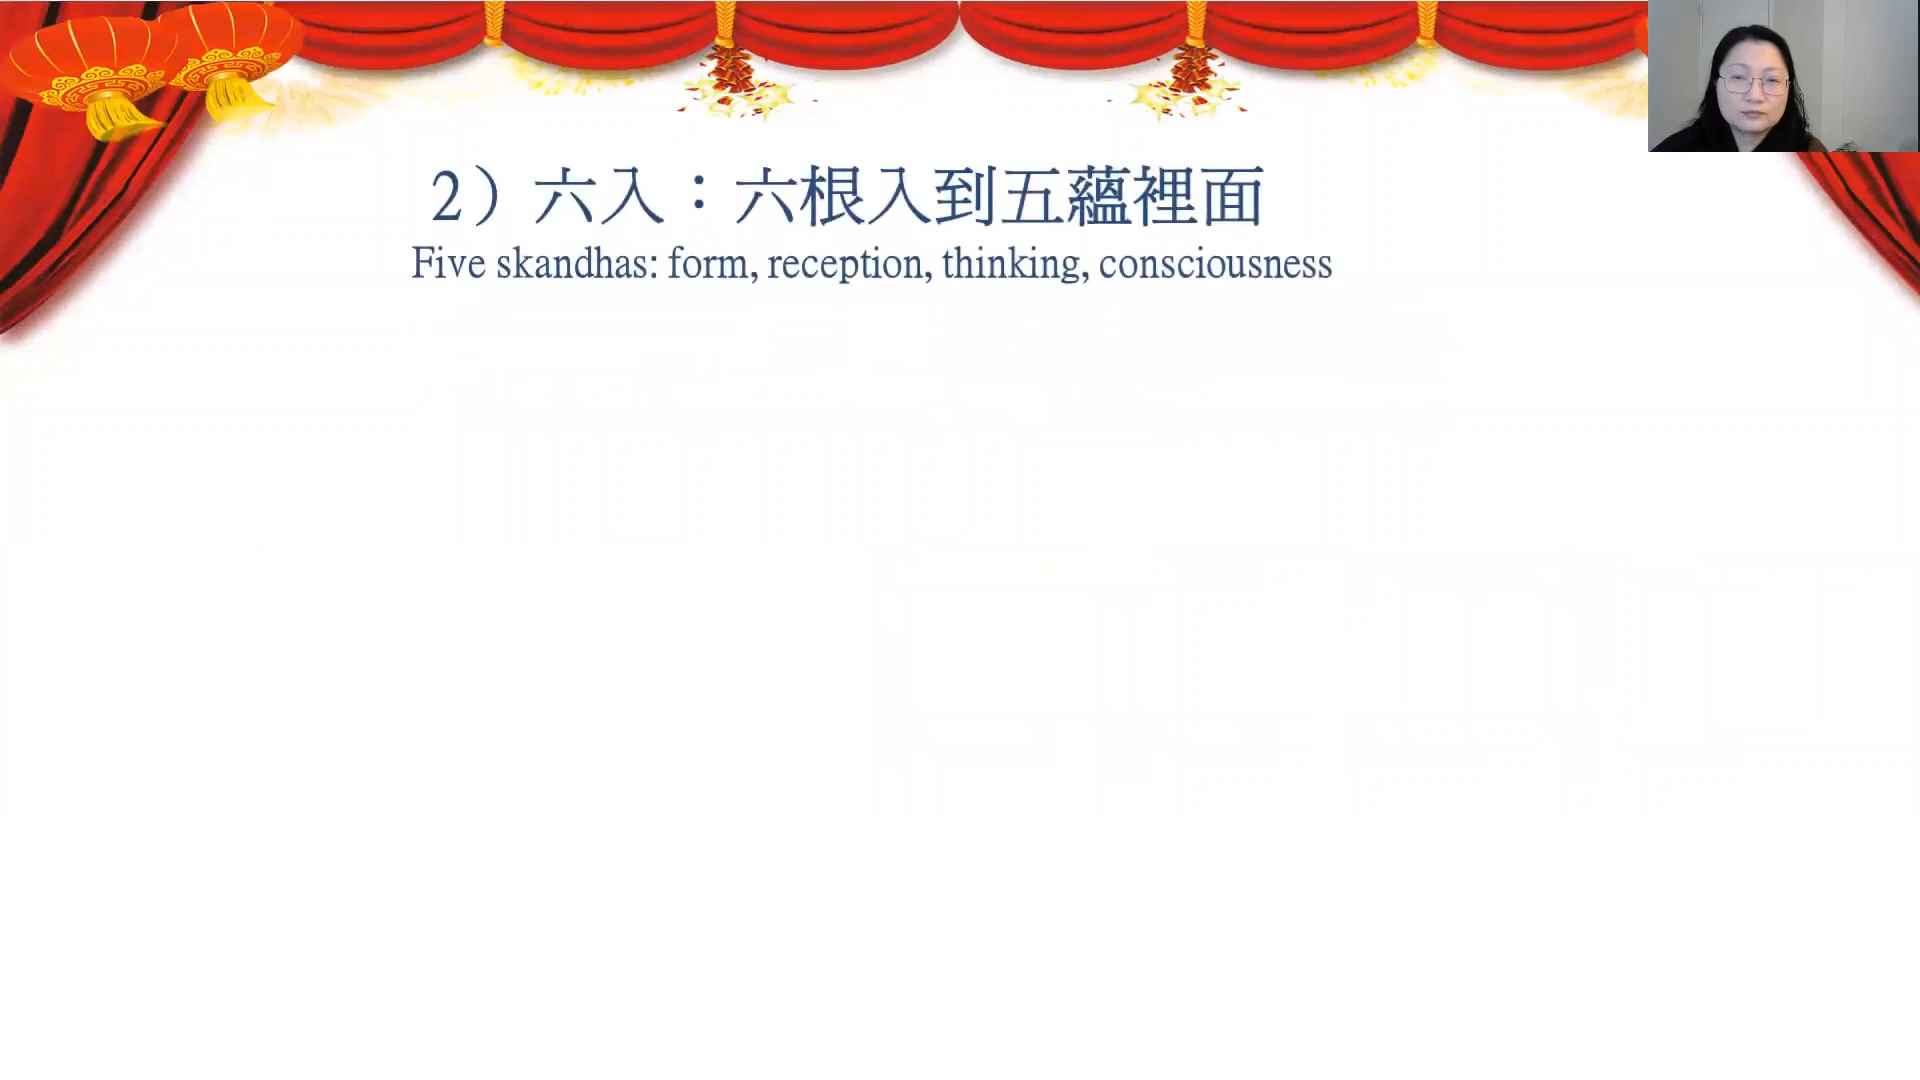 2）六入：六根入到五蘊裡面
Five skandhas: form, reception, thinking, consciousness